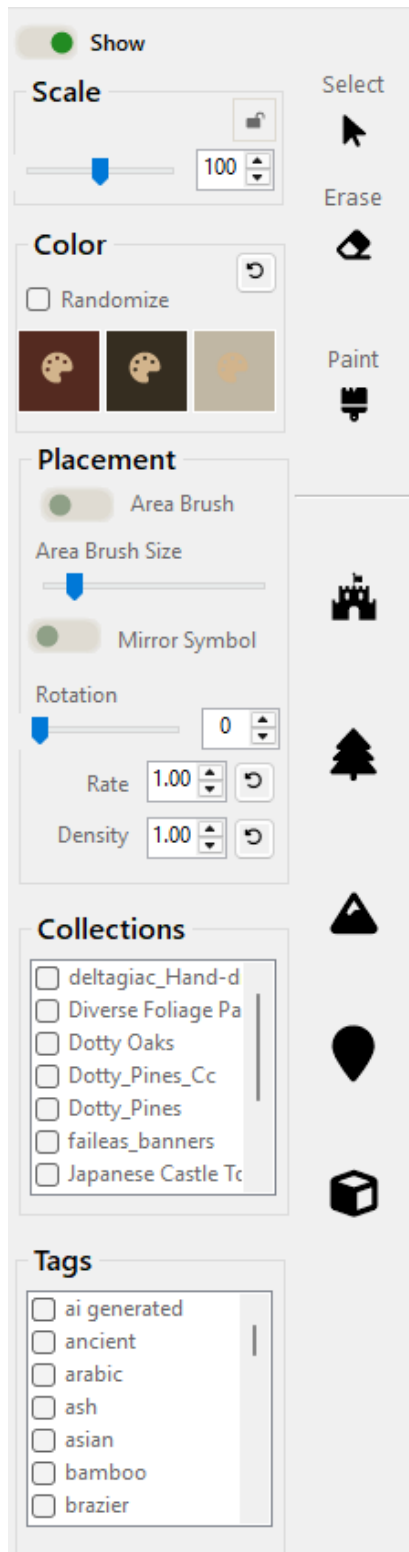 Show
Scale
100
Color
Randomize
Placement
Area Brush
Area Brush Size
Mirror Symbol
Rotation
0
Rate 1.00
Density 1.00
Collections
deltagiac_Hand-d
Diverse Foliage Pa
Dotty Oaks
Dotty_Pines_Cc
Dotty_Pines
faileas_banners
Japanese Castle To
Tags
ai generated
ancient
arabic
ash
asian
bamboo
brazier
Select
Erase
Paint